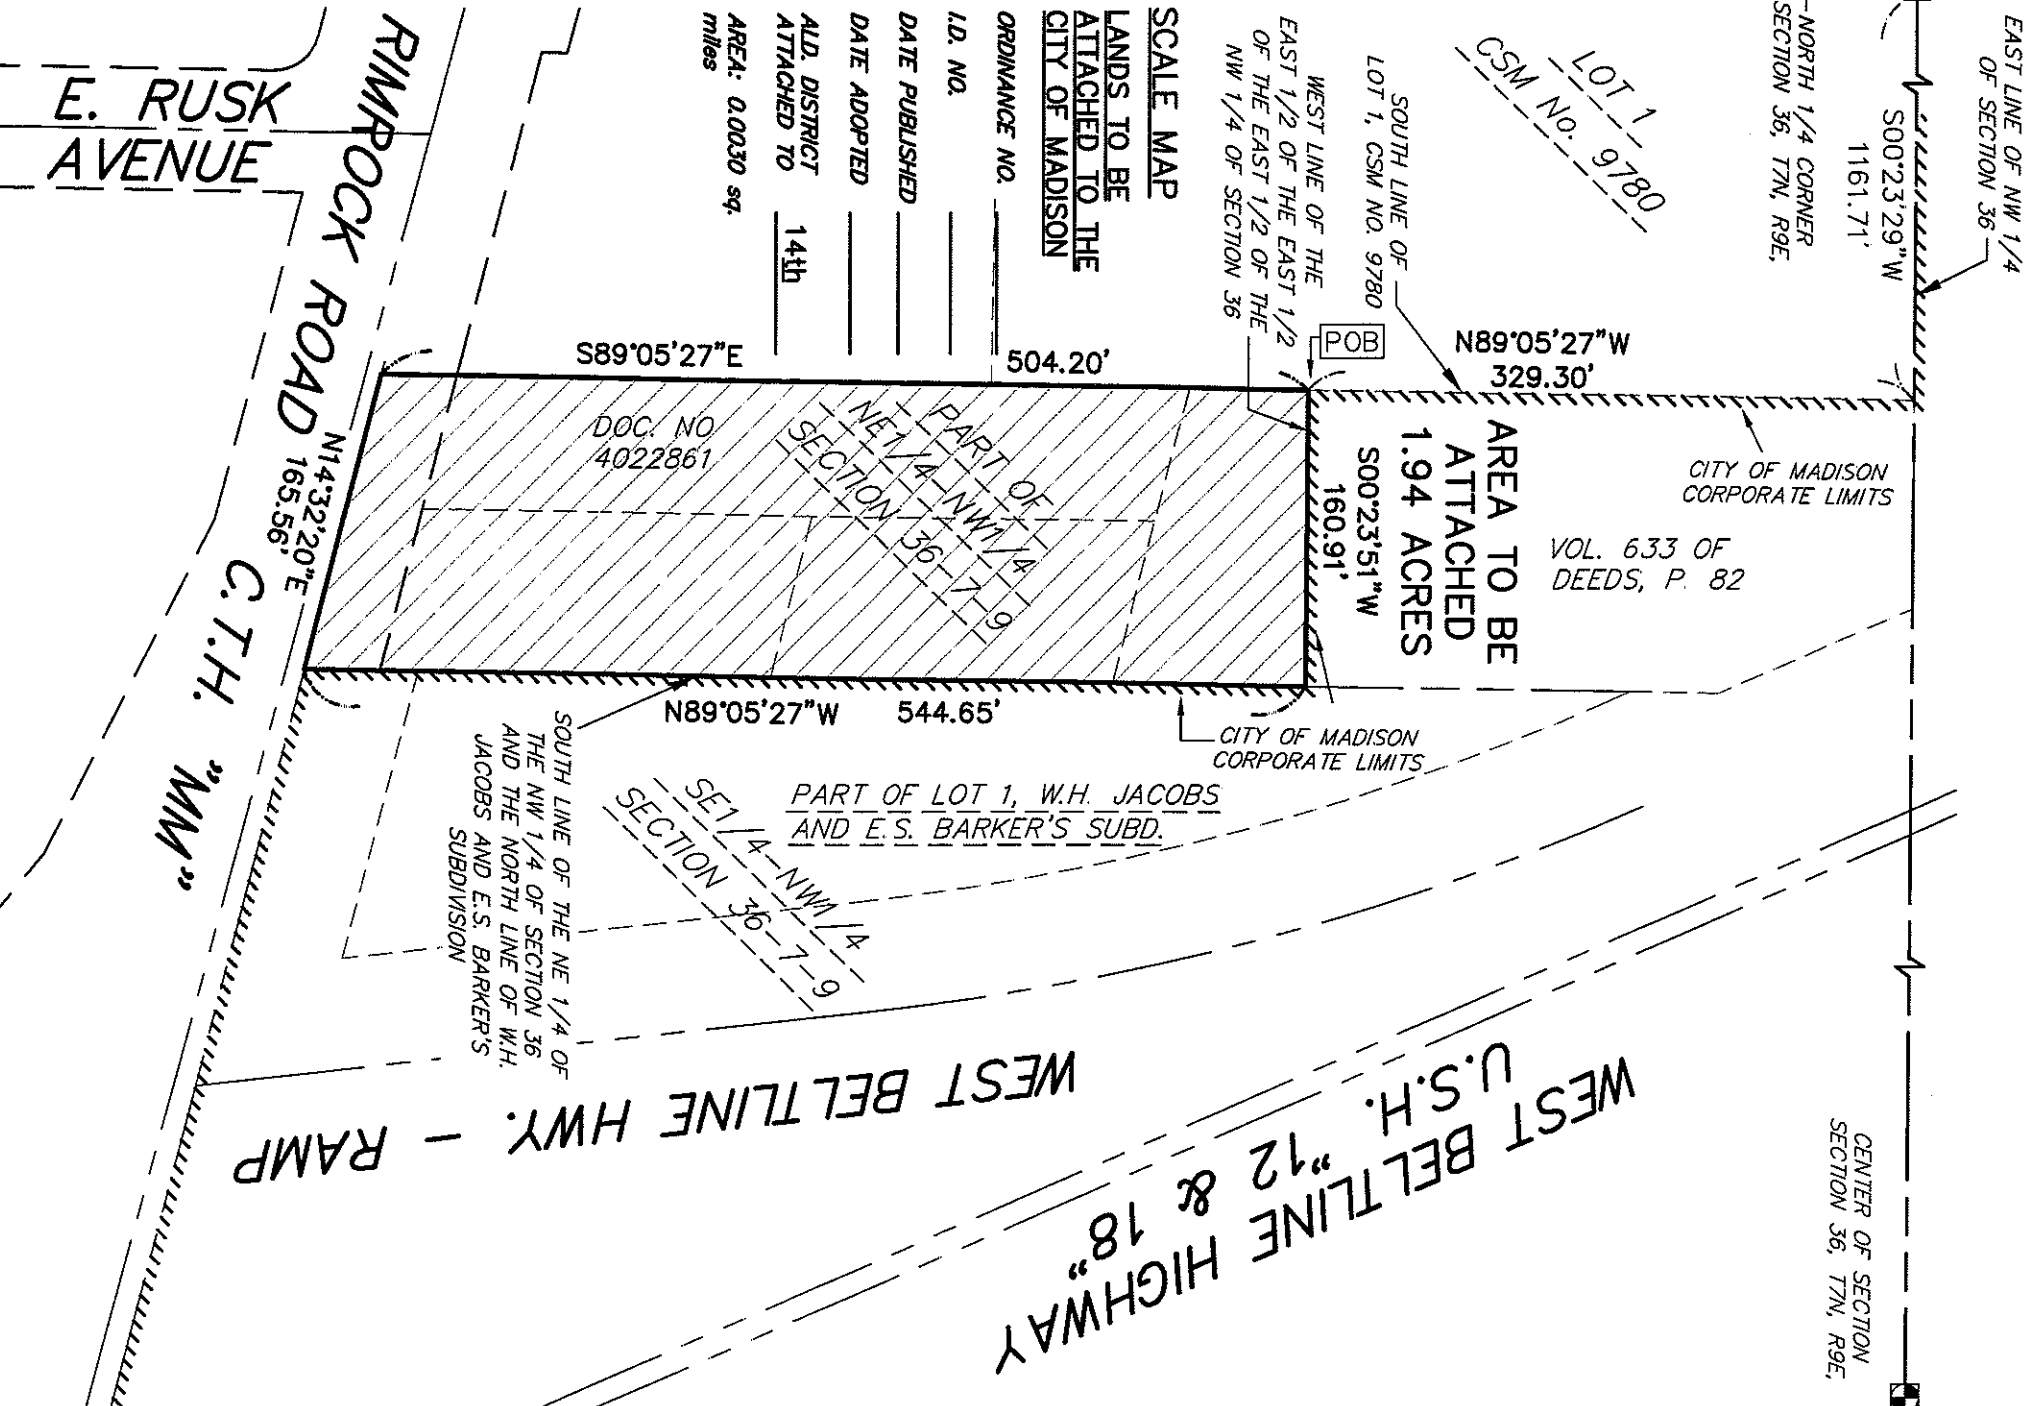 EAST LINE OF NW 1/4
OF SECTION 36
S00°23'29"W
1161.71'
NORTH 1/4 CORNER
SECTION 36, T7N, R9E,
LOT 1
CSM No. 9780
SOUTH LINE OF
LOT 1, CSM NO. 9780
WEST LINE OF THE
EAST 1/2 OF THE EAST 1/2
OF THE EAST 1/2 OF THE
NW 1/4 OF SECTION 36
SCALE MAP
LANDS TO BE
ATTACHED TO THE
CITY OF MADISON
ORDINANCE NO.
I.D. NO.
DATE PUBLISHED
DATE ADOPTED
ALD. DISTRICT
ATTACHED TO 14th
AREA: 0.0030 sq.
miles
E. RUSK
AVENUE
RIMROCK ROAD
C.T.H. "MM"
S89°05'27"E 504.20'
POB
N89°05'27"W
329.30'
CITY OF MADISON
CORPORATE LIMITS
AREA TO BE
ATTACHED
1.94 ACRES
S00°23'51"W
160.91'
VOL. 633 OF
DEEDS, P. 82
DOC. NO
4022861
PART OF
NE1/4-NW1/4
SECTION 36-7-9
N14°32'20"E
165.56'
N89°05'27"W 544.65'
CITY OF MADISON
CORPORATE LIMITS
SOUTH LINE OF THE NE 1/4 OF
THE NW 1/4 OF SECTION 36
AND THE NORTH LINE OF W.H.
JACOBS AND E.S. BARKER'S
SUBDIVISION
PART OF LOT 1, W.H. JACOBS
AND E.S. BARKER'S SUBD.
SE1/4-NW1/4
SECTION 36-7-9
WEST BELTLINE HWY. - RAMP
WEST BELTLINE HIGHWAY
U.S.H. "12 & 18"
CENTER OF SECTION
SECTION 36, T7N, R9E,